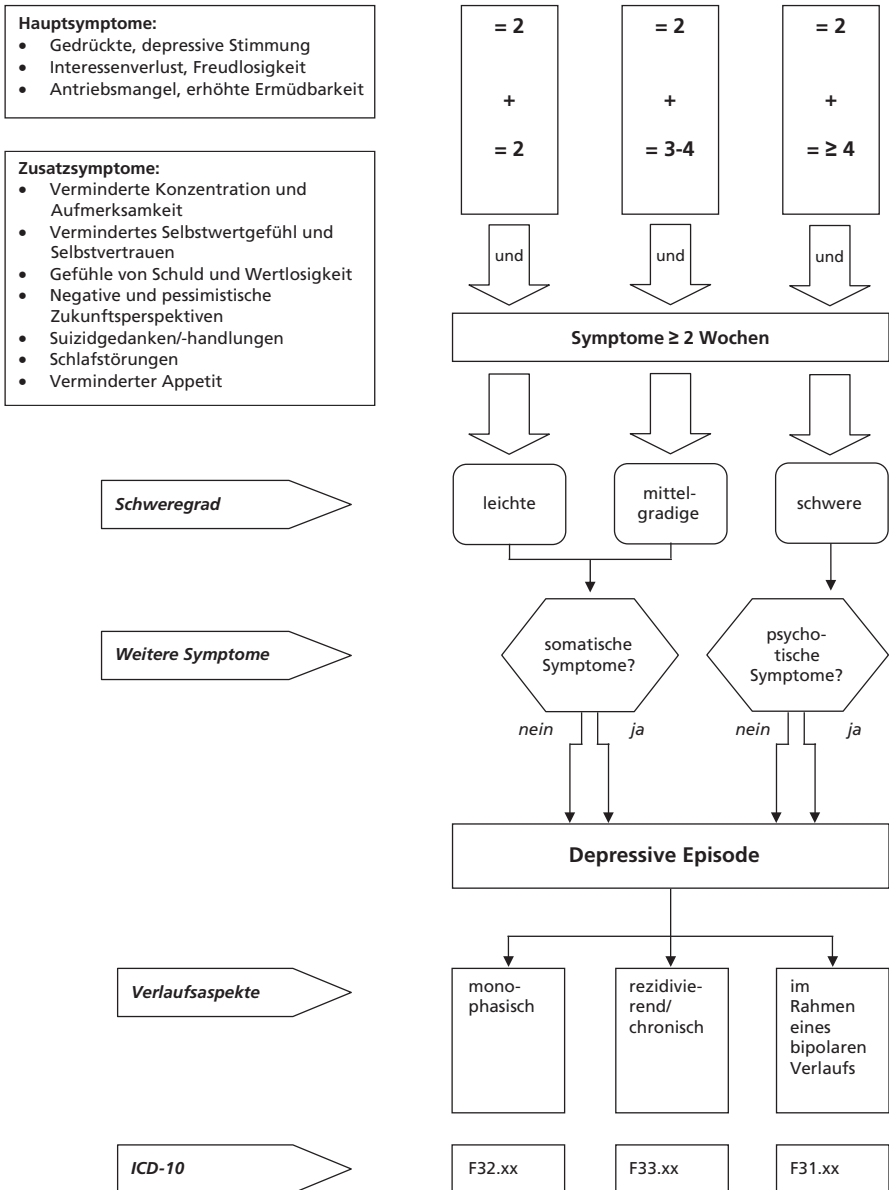 Hauptsymptome:
• Gedrückte, depressive Stimmung
• Interessenverlust, Freudlosigkeit
• Antriebsmangel, erhöhte Ermüdbarkeit
= 2
= 2
= 2
+
+
+
= 2
= 3-4
= ≥ 4
Zusatzsymptome:
• Verminderte Konzentration und
Aufmerksamkeit
• Vermindertes Selbstwertgefühl und
Selbstvertrauen
• Gefühle von Schuld und Wertlosigkeit
• Negative und pessimistische
Zukunftsperspektiven
• Suizidgedanken/-handlungen
• Schlafstörungen
• Verminderter Appetit
und
und
und
Symptome ≥ 2 Wochen
Schweregrad
leichte
mittel-
gradige
schwere
Weitere Symptome
somatische
Symptome?
psycho-
tische
Symptome?
nein
ja
nein
ja
Depressive Episode
Verlaufsaspekte
mono-
phasisch
rezidivie-
rend/
chronisch
im
Rahmen
eines
bipolaren
Verlaufs
ICD-10
F32.xx
F33.xx
F31.xx